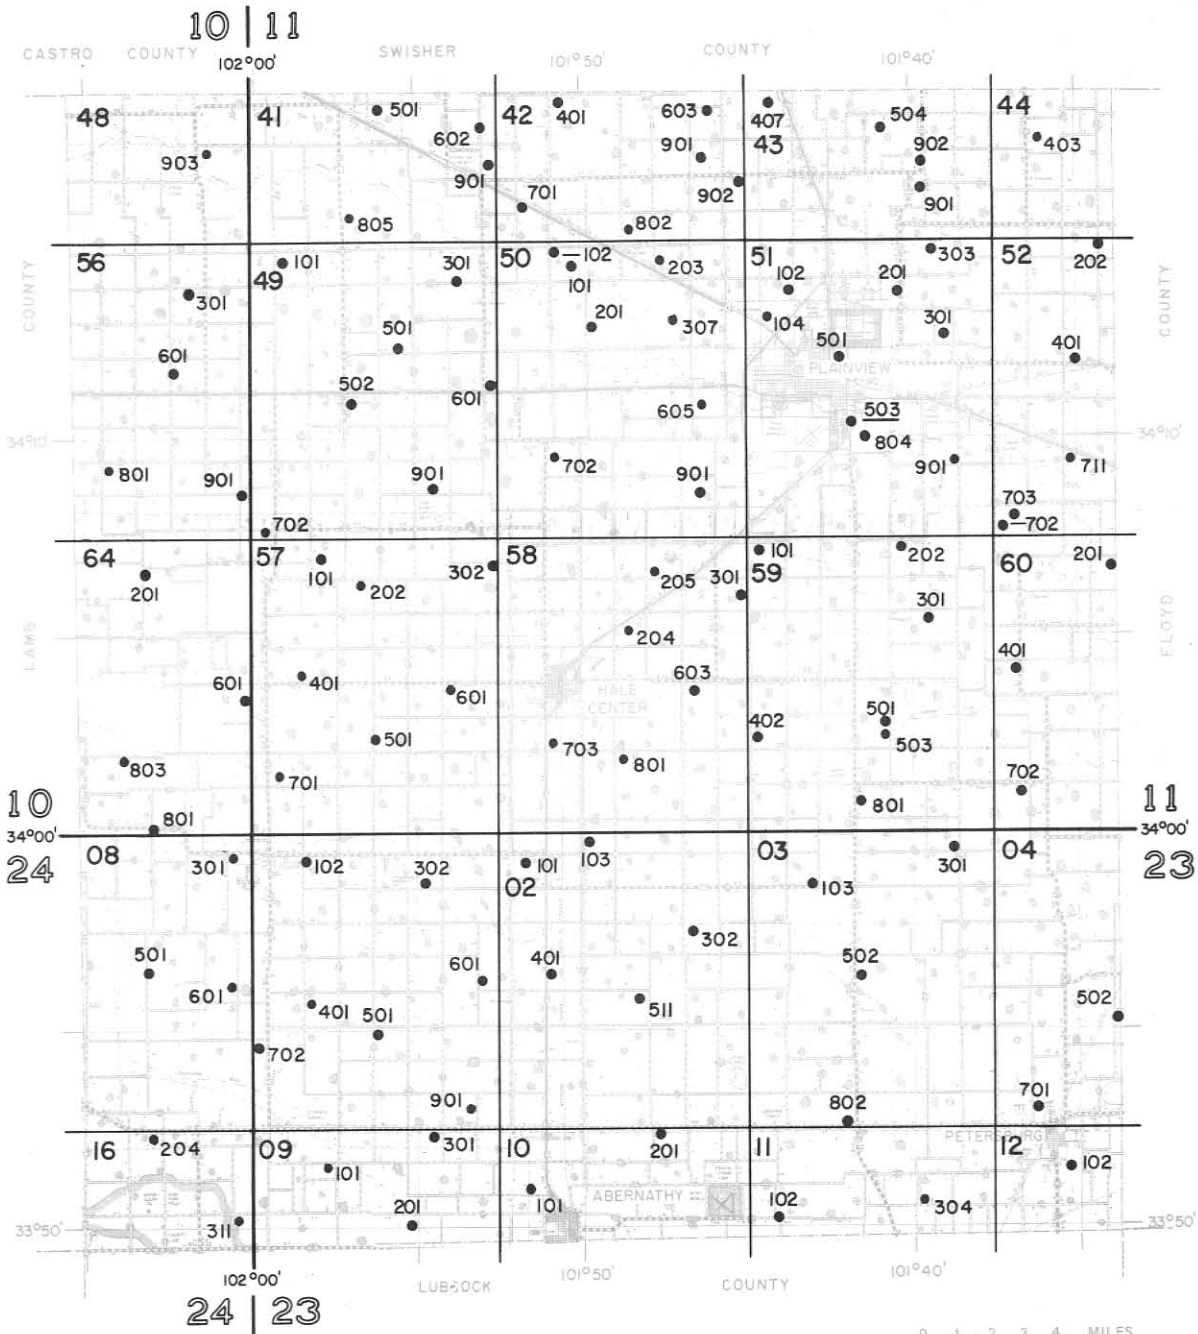 10 11
CASTRO COUNTY SWISHER COUNTY
102°00' 101°50' 101°40'
48 41 501 42 401 603 407 504 44
602 43 902 403
903 901 901
701 902 901
805 802
56 49 101 301 50 102 203 51 102 201 303 52 202
COUNTY 301 101 COUNTY
201 307 104 301
501 501 401
601 PLAINVIEW
502 601 605 503
804
34°10' 34°10'
801 901 901 702 901 901 711
703
702 702
64 57 101 302 58 205 301 101 202 60 201
201 202 59
301
LAMB 204 FLOYD
401 603 401
601 601 HALE
CENTER 402 501
501 703 503
803 701 801 702
10 801 801 11
34°00' 34°00'
24 08 301 102 302 101 103 03 301 04 23
02 103
302
501 601 401 502
601 401 511 502
501
702
901 802 701
PETERSBURG
16 204 09 301 10 201 11 12
101 102
311 201 101 ABERNATHY 102 304
33°50' 33°50'
102°00' 101°50' 101°40'
LUBBOCK COUNTY
24 23
0 1 2 3 4 MILES